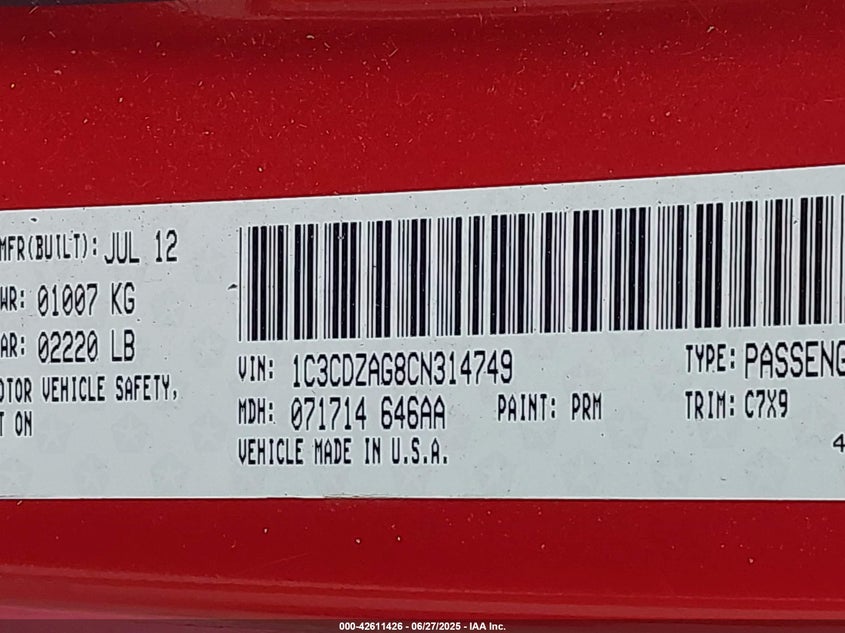 MFR(BUILT): JUL 12
WR: 01007 KG
AR: 02220 LB
OTOR VEHICLE SAFETY,
T ON
VIN: 1C3CDZAG8CN314749
TYPE: PASSENG
MDH: 071714 646AA PAINT: PRM
TRIM: C7X9
VEHICLE MADE IN U.S.A.
4
000-42611426 - 06/27/2025 - IAA Inc.